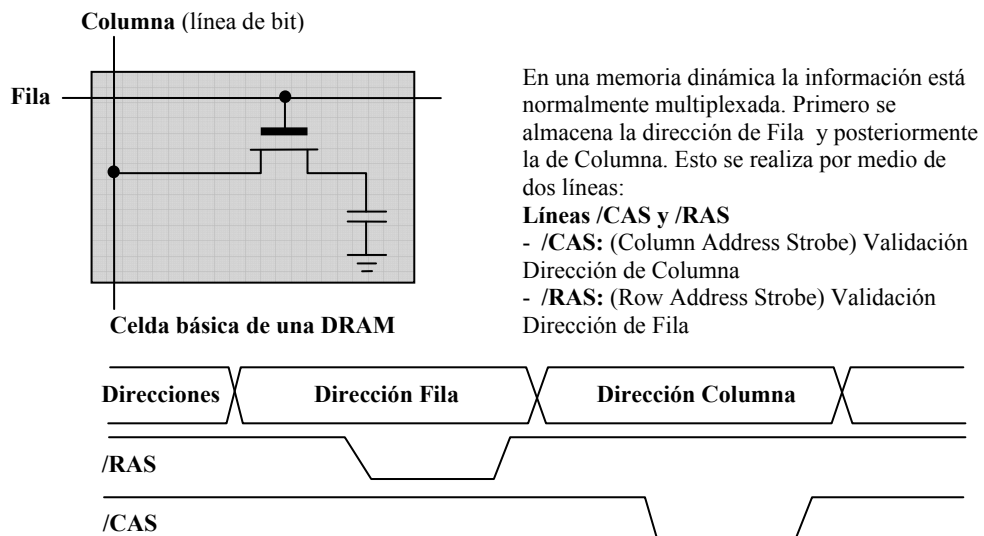 Columna (línea de bit)
Fila
En una memoria dinámica la información está
normalmente multiplexada. Primero se
almacena la dirección de Fila y posteriormente
la de Columna. Esto se realiza por medio de
dos líneas:
Líneas /CAS y /RAS
- /CAS: (Column Address Strobe) Validación
Dirección de Columna
- /RAS: (Row Address Strobe) Validación
Dirección de Fila
Celda básica de una DRAM
Direcciones
Dirección Fila
Dirección Columna
/RAS
/CAS